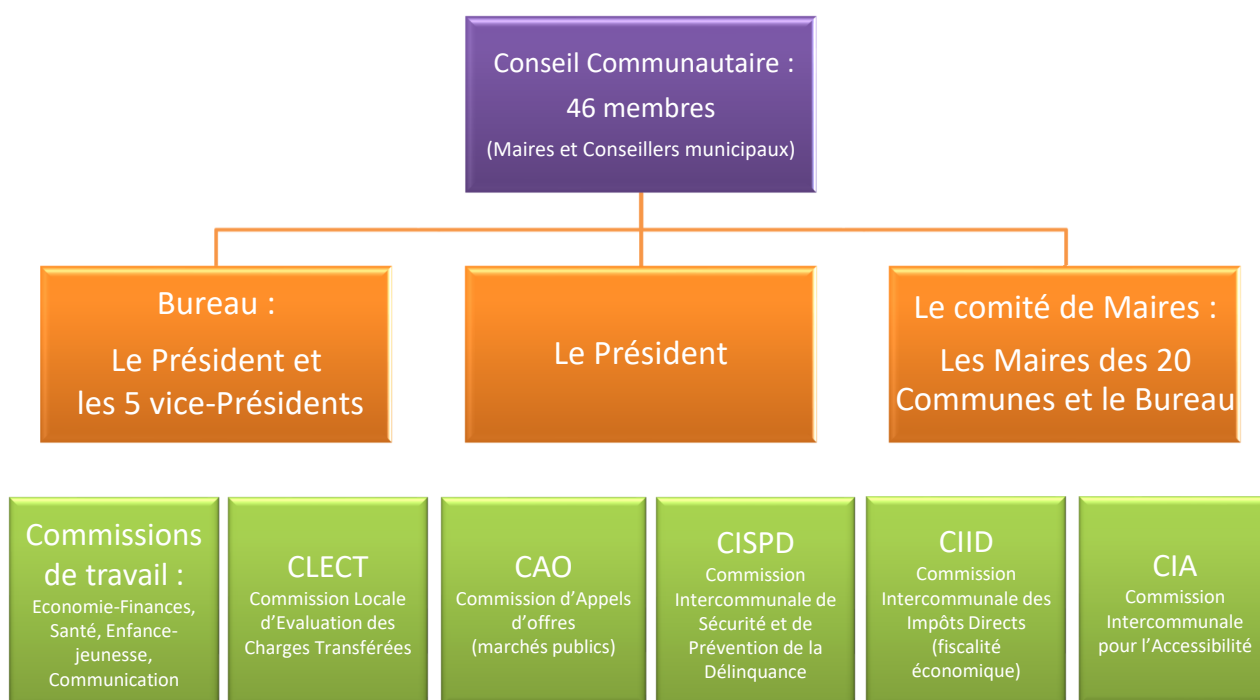 Conseil Communautaire :
46 membres
(Maires et Conseillers municipaux)
Bureau :
Le Président et
les 5 vice-Présidents
Le Président
Le comité de Maires :
Les Maires des 20
Communes et le Bureau
Commissions
de travail :
Economie-Finances,
Santé, Enfance-
jeunesse,
Communication
CLECT
Commission Locale
d'Evaluation des
Charges Transférées
CAO
Commission d'Appels
d'offres
(marchés publics)
CISPD
Commission
Intercommunale de
Sécurité et de
Prévention de la
Délinquance
CIID
Commission
Intercommunale des
Impôts Directs
(fiscalité
économique)
CIA
Commission
Intercommunale
pour l'Accessibilité